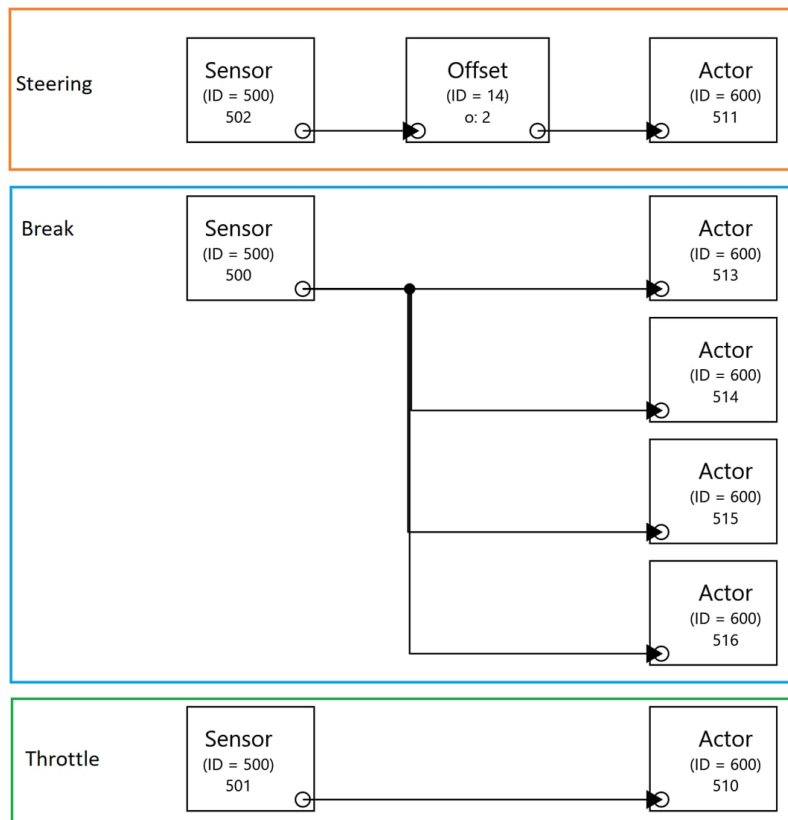 Steering
Sensor
(ID = 500)
502
Offset
(ID = 14)
o: 2
Actor
(ID = 600)
511
Break
Sensor
(ID = 500)
500
Actor
(ID = 600)
513
Actor
(ID = 600)
514
Actor
(ID = 600)
515
Actor
(ID = 600)
516
Throttle
Sensor
(ID = 500)
501
Actor
(ID = 600)
510